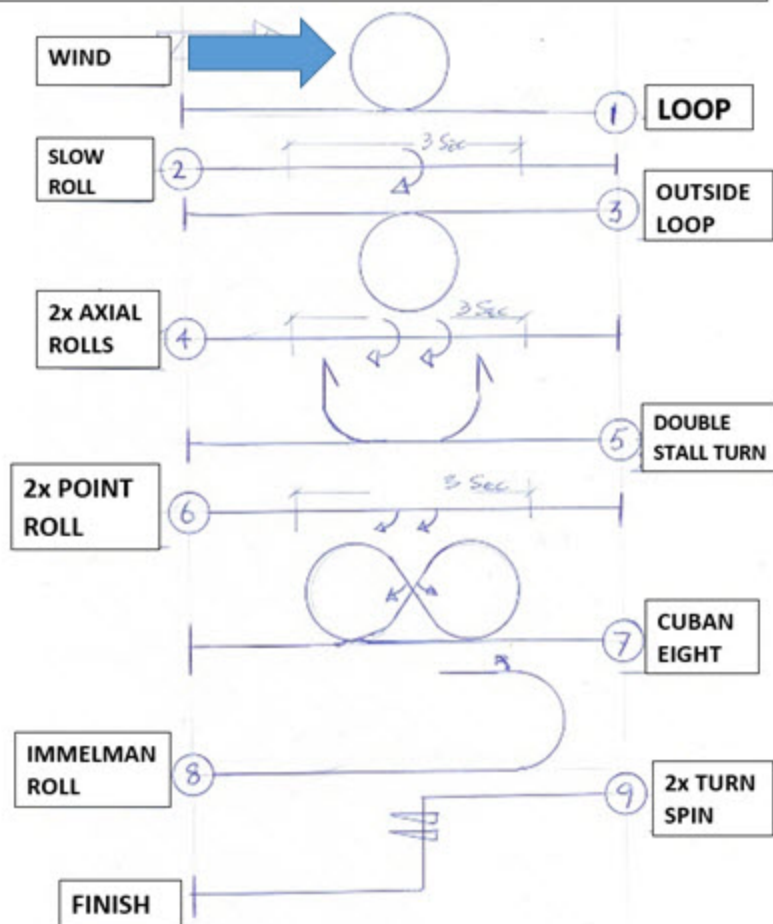 WIND
1
LOOP
SLOW
ROLL
2
3 Sec
3
OUTSIDE
LOOP
2x AXIAL
ROLLS
4
3 Sec
5
DOUBLE
STALL TURN
2x POINT
ROLL
6
3 Sec
7
CUBAN
EIGHT
IMMELMAN
ROLL
8
9
2x TURN
SPIN
FINISH